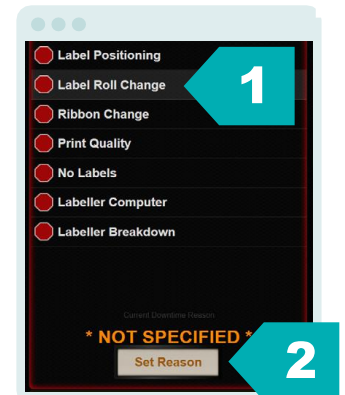 Label Positioning
Label Roll Change
1
Ribbon Change
Print Quality
No Labels
Labeller Computer
Labeller Breakdown
Current Downtime Reason
* NOT SPECIFIED *
Set Reason
2